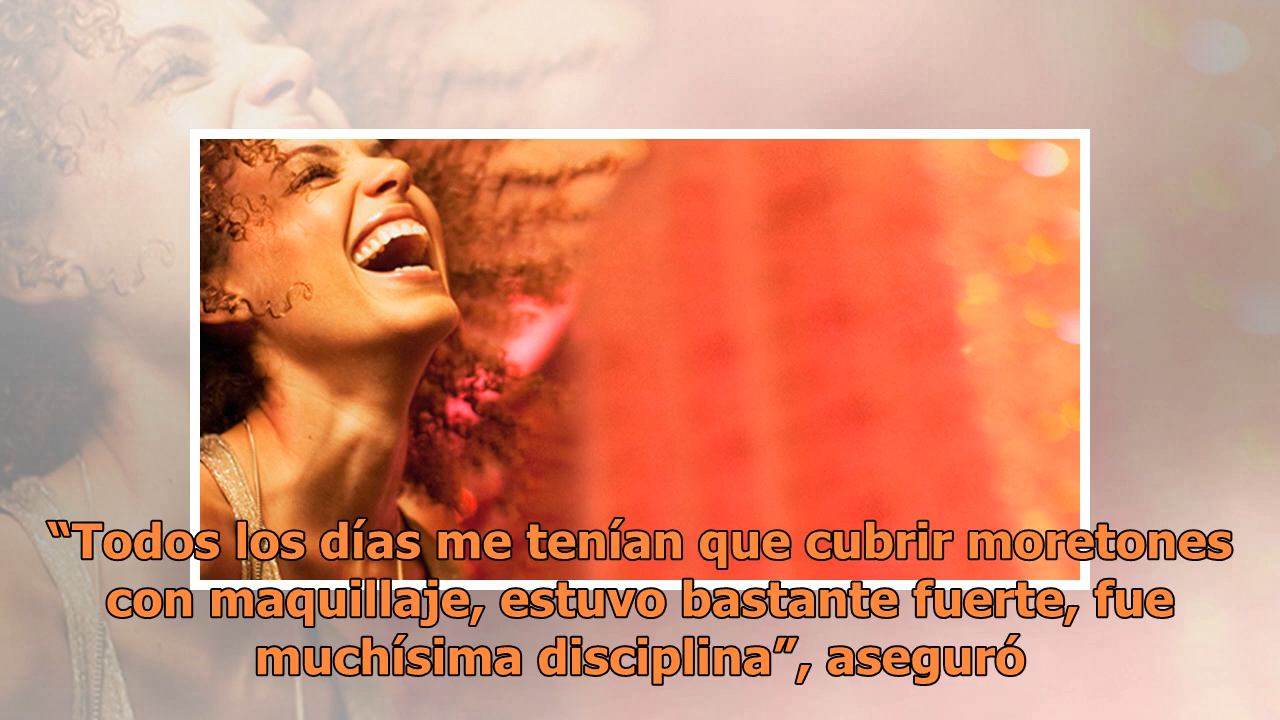 “Todos los días me tenían que cubrir moretones
con maquillaje, estuvo bastante fuerte, fue
muchísima disciplina”, aseguró